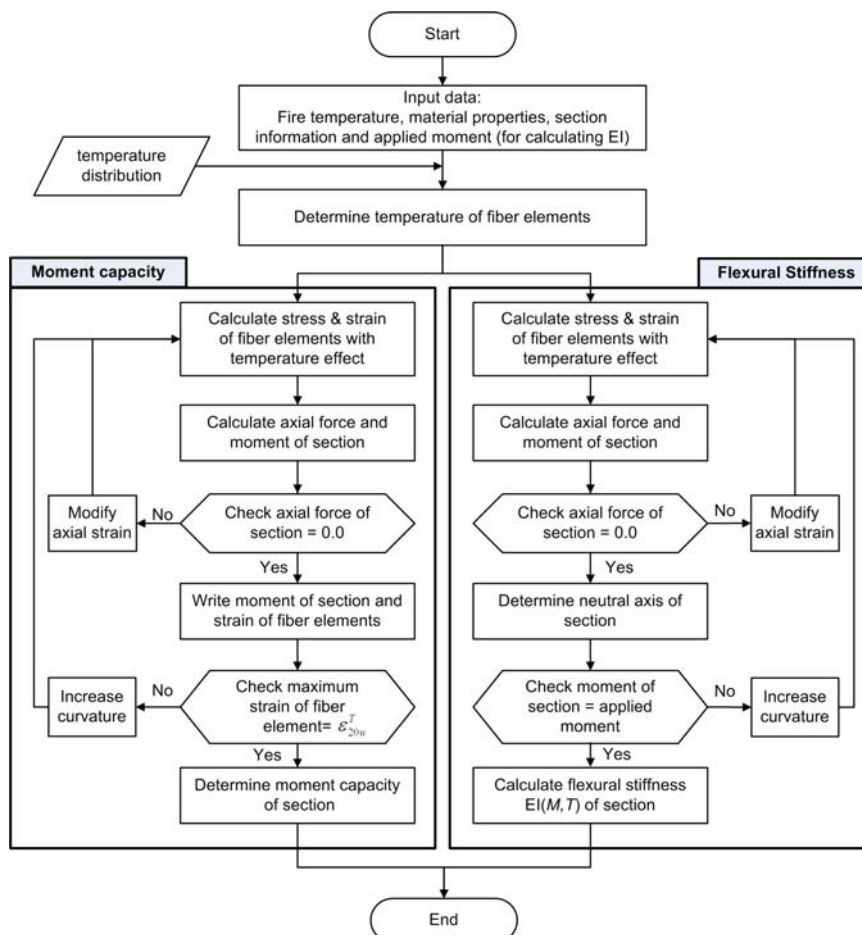 Start
Input data:
Fire temperature, material properties, section
information and applied moment (for calculating EI)
temperature
distribution
Determine temperature of fiber elements
Moment capacity
Calculate stress & strain
of fiber elements with
temperature effect
Calculate axial force and
moment of section
Check axial force of
section = 0.0
No
Modify
axial strain
Yes
Write moment of section and
strain of fiber elements
Check maximum
strain of fiber
element= ε^T_{20u}
No
Increase
curvature
Yes
Determine moment capacity
of section
Flexural Stiffness
Calculate stress & strain
of fiber elements with
temperature effect
Calculate axial force and
moment of section
Check axial force of
section = 0.0
No
Modify
axial strain
Yes
Determine neutral axis of
section
Check moment of
section = applied
moment
No
Increase
curvature
Yes
Calculate flexural stiffness
EI(M,T) of section
End